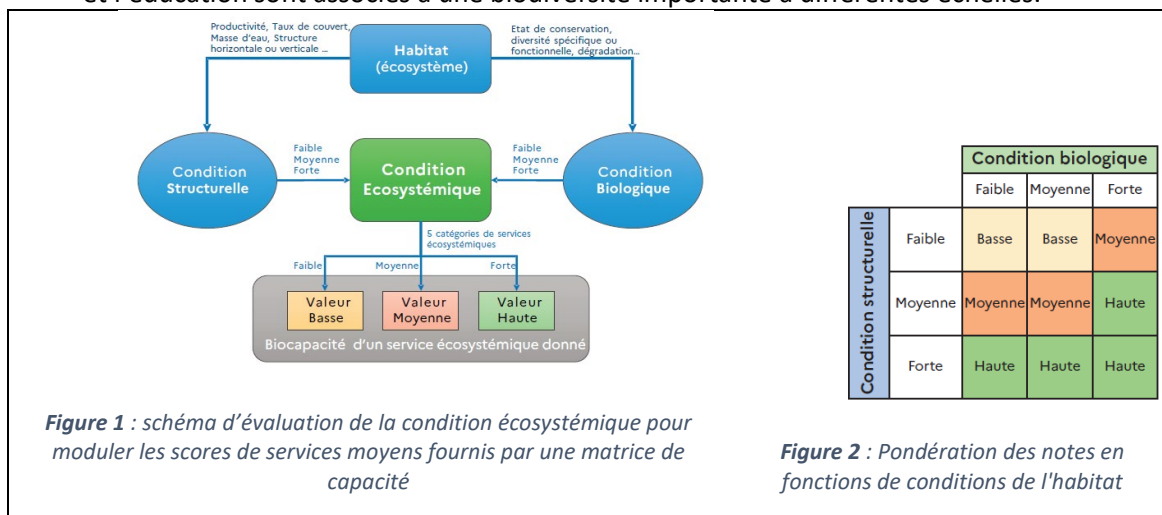 et l'éducation sont associés à une biodiversité importante à différentes échelles.
Productivité, Taux de couvert,
Masse d'eau, Structure
horizontale ou verticale ...
Habitat
(écosystème)
Etat de conservation,
diversité spécifique ou
fonctionnelle, dégradation...
Condition
Structurelle
Faible
Moyenne
Forte
Condition
Ecosystémique
Faible
Moyenne
Forte
Condition
Biologique
5 catégories de services
écosystémiques
Faible
Moyenne
Forte
Valeur
Basse
Valeur
Moyenne
Valeur
Haute
Biocapacité d'un service écosystémique donné
Figure 1 : schéma d'évaluation de la condition écosystémique pour
moduler les scores de services moyens fournis par une matrice de
capacité
Condition biologique
Faible Moyenne Forte
Condition structurelle
Faible Basse Basse Moyenne
Moyenne Moyenne Moyenne Haute
Forte Haute Haute Haute
Figure 2 : Pondération des notes en
fonctions de conditions de l'habitat